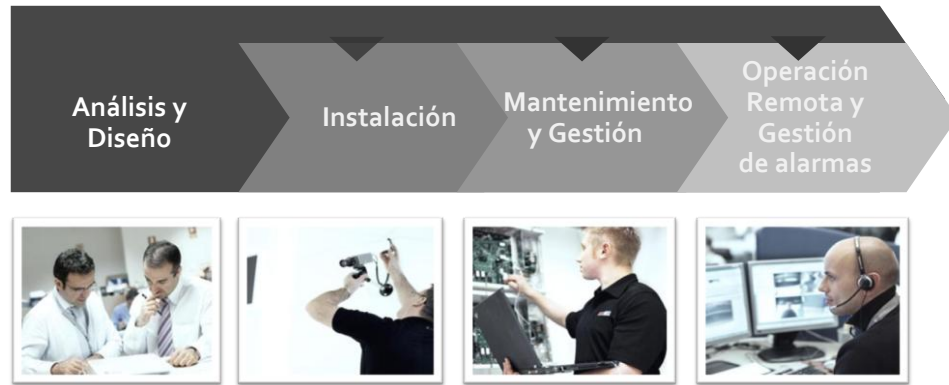 Análisis y
Diseño
Instalación
Mantenimiento
y Gestión
Operación
Remota y
Gestión
de alarmas